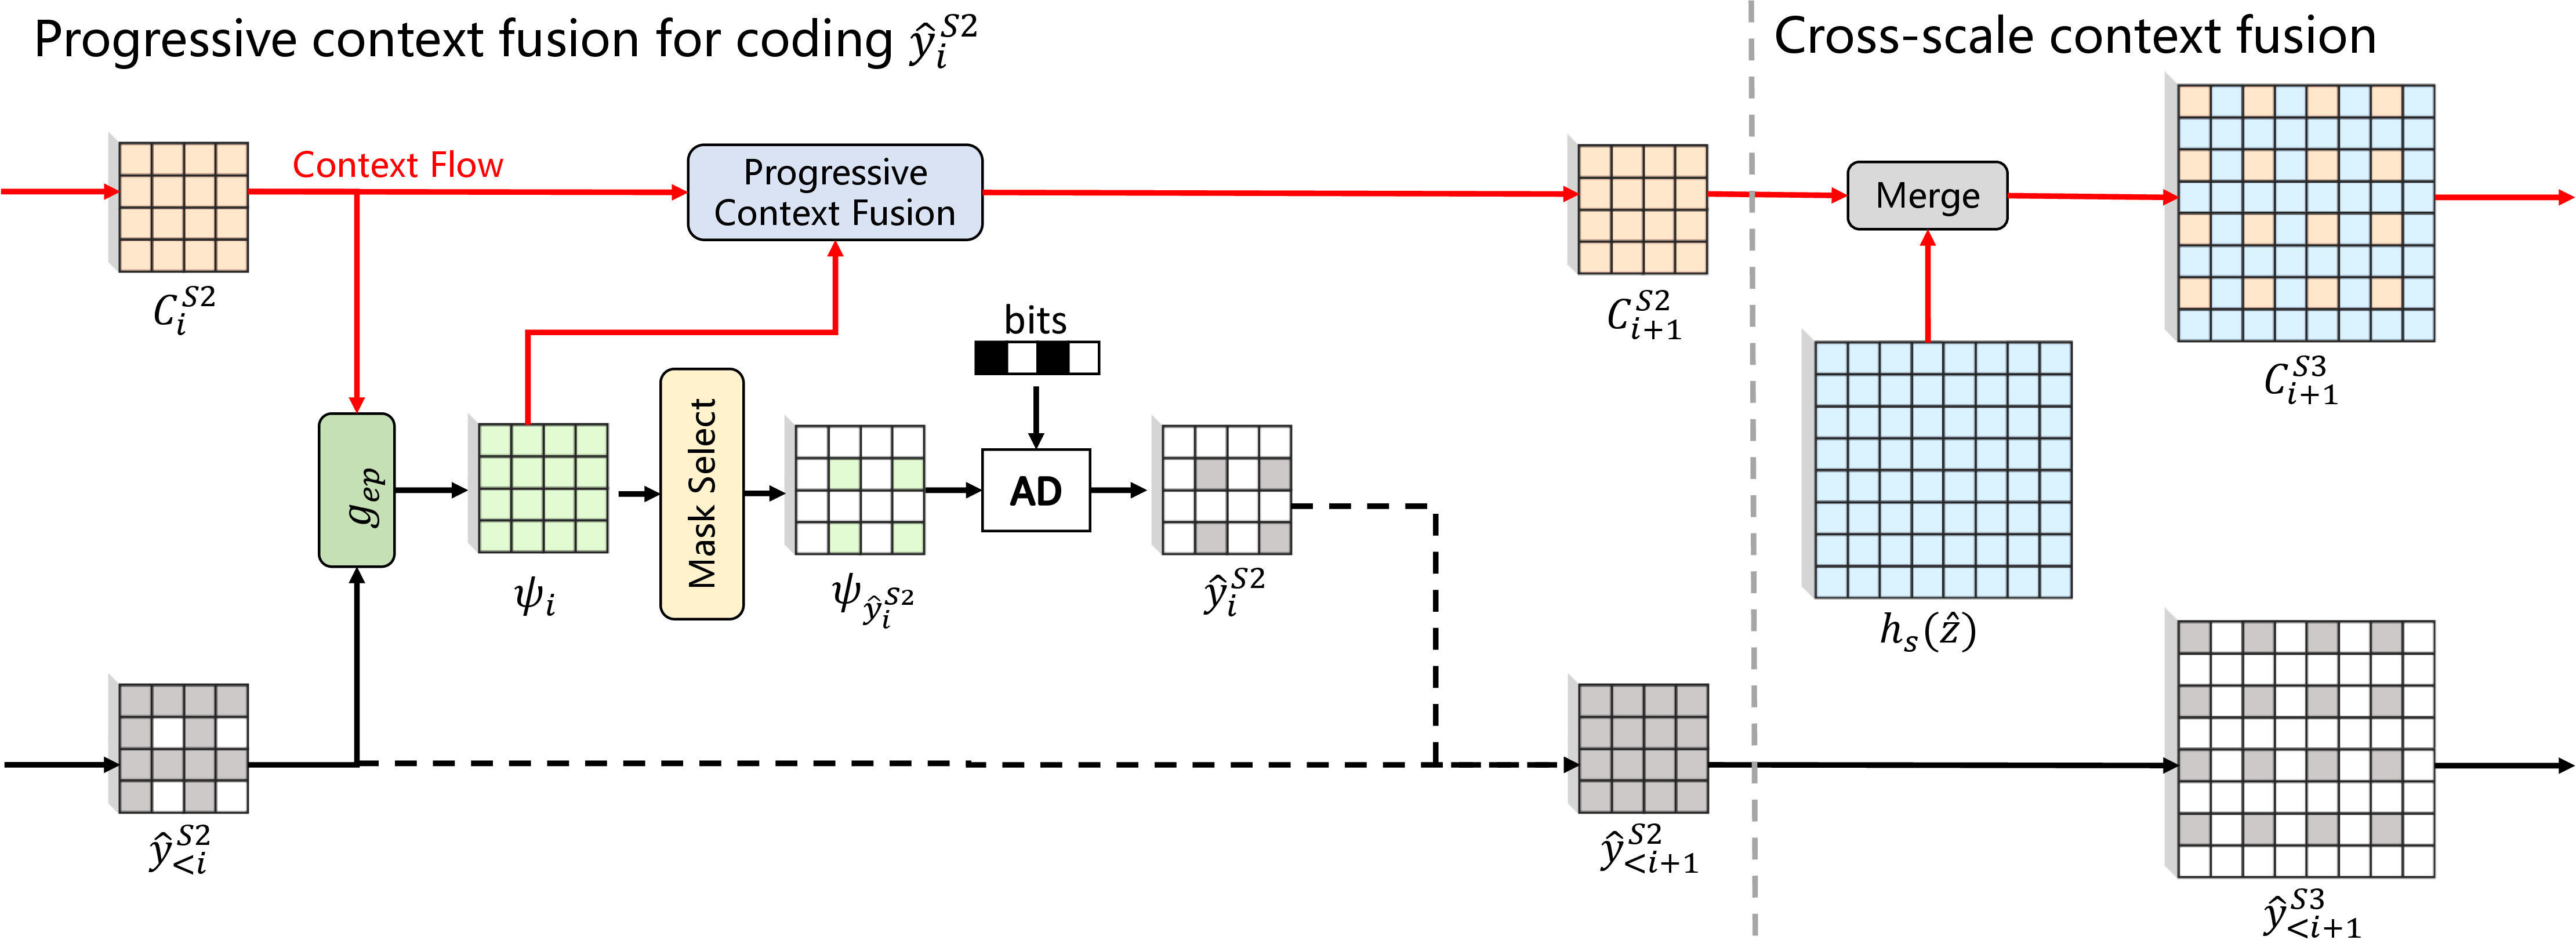 Progressive context fusion for coding $\hat{y}_i^{S2}$
Cross-scale context fusion
Context Flow
Progressive
Context Fusion
Merge
$C_i^{S2}$
bits
$C_{i+1}^{S2}$
$C_{i+1}^{S3}$
$g_{ep}$
Mask Select
AD
$\psi_i$
$\psi_{\hat{y}_i^{S2}}$
$\hat{y}_i^{S2}$
$h_s(\hat{z})$
$\hat{y}_{<i}^{S2}$
$\hat{y}_{<i+1}^{S2}$
$\hat{y}_{<i+1}^{S3}$